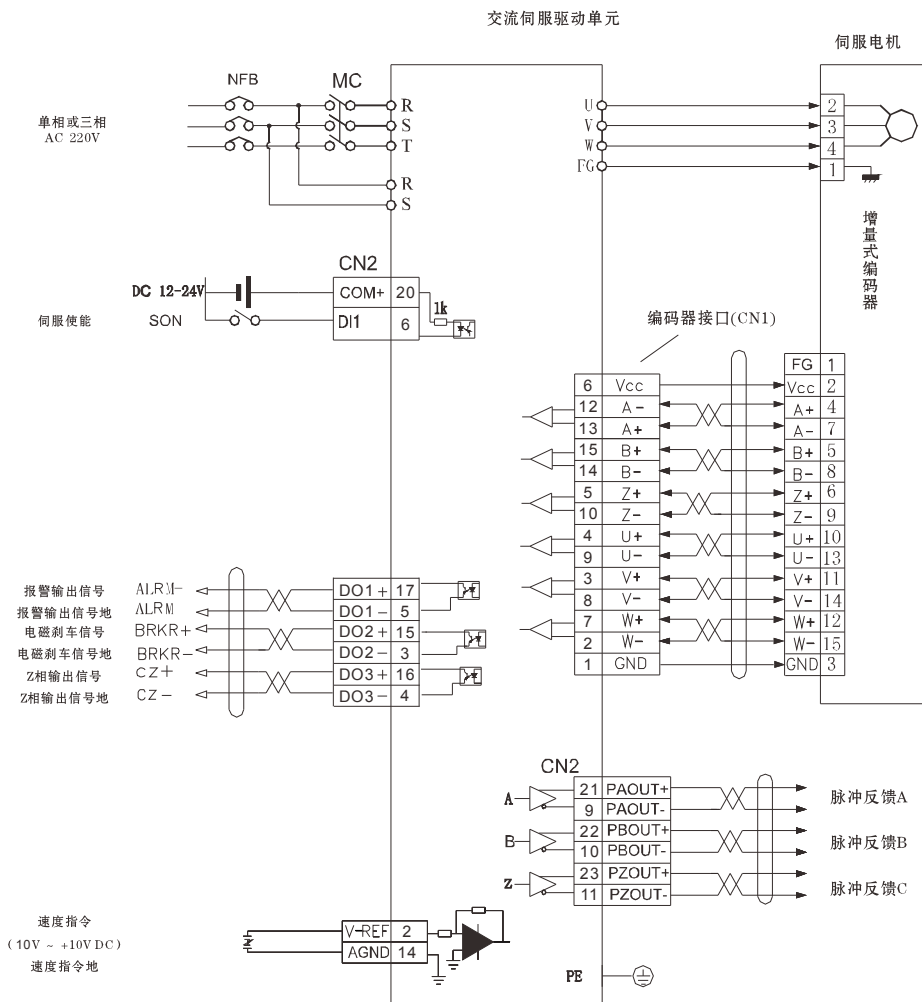 交流伺服驱动单元
伺服电机
NFB
MC
单相或三相
AC 220V
R
S
T
R
S
U
V
W
FG
2
3
4
1
增量式编码器
CN2
DC 12-24V
COM+ 20
伺服使能
SON
DI1 6
1k
编码器接口(CN1)
6 Vcc
12 A-
13 A+
15 B+
14 B-
5 Z+
10 Z-
4 U+
9 U-
3 V+
8 V-
7 W+
2 W-
1 GND
FG 1
Vcc 2
A+ 4
A- 7
B+ 5
B- 8
Z+ 6
Z- 9
U+ 10
U- 13
V+ 11
V- 14
W+ 12
W- 15
GND 3
报警输出信号 ALRM- DO1+ 17
报警输出信号地 ALRM DO1- 5
电磁刹车信号 BRKR+ DO2+ 15
电磁刹车信号地 BRKR- DO2- 3
Z相输出信号 CZ+ DO3+ 16
Z相输出信号地 CZ- DO3- 4
CN2
A
21 PAOUT+
9 PAOUT-
脉冲反馈A
B
22 PBOUT+
10 PBOUT-
脉冲反馈B
z
23 PZOUT+
11 PZOUT-
脉冲反馈C
速度指令
(10V ~ +10V DC)
速度指令地
V-REF 2
AGND 14
PE